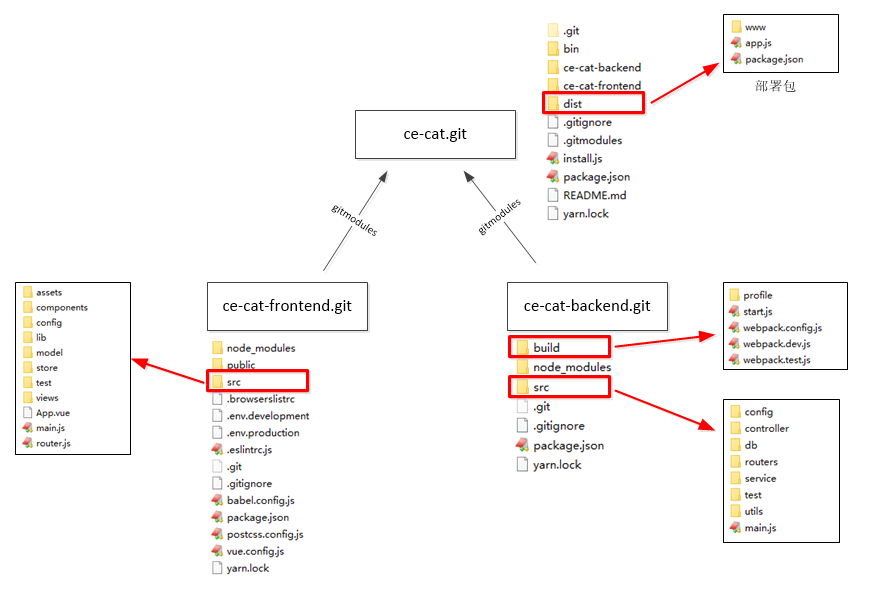 .git
bin
ce-cat-backend
ce-cat-frontend
dist
.gitignore
.gitmodules
install.js
package.json
README.md
yarn.lock
www
app.js
package.json
部署包
ce-cat.git
gitmodules
gitmodules
ce-cat-frontend.git
node_modules
public
src
.browserslistrc
.env.development
.env.production
.eslintrc.js
.git
.gitignore
babel.config.js
package.json
postcss.config.js
vue.config.js
yarn.lock
assets
components
config
lib
model
store
test
views
App.vue
main.js
router.js
ce-cat-backend.git
build
node_modules
src
.git
.gitignore
package.json
yarn.lock
profile
start.js
webpack.config.js
webpack.dev.js
webpack.test.js
config
controller
db
routers
service
test
utils
main.js